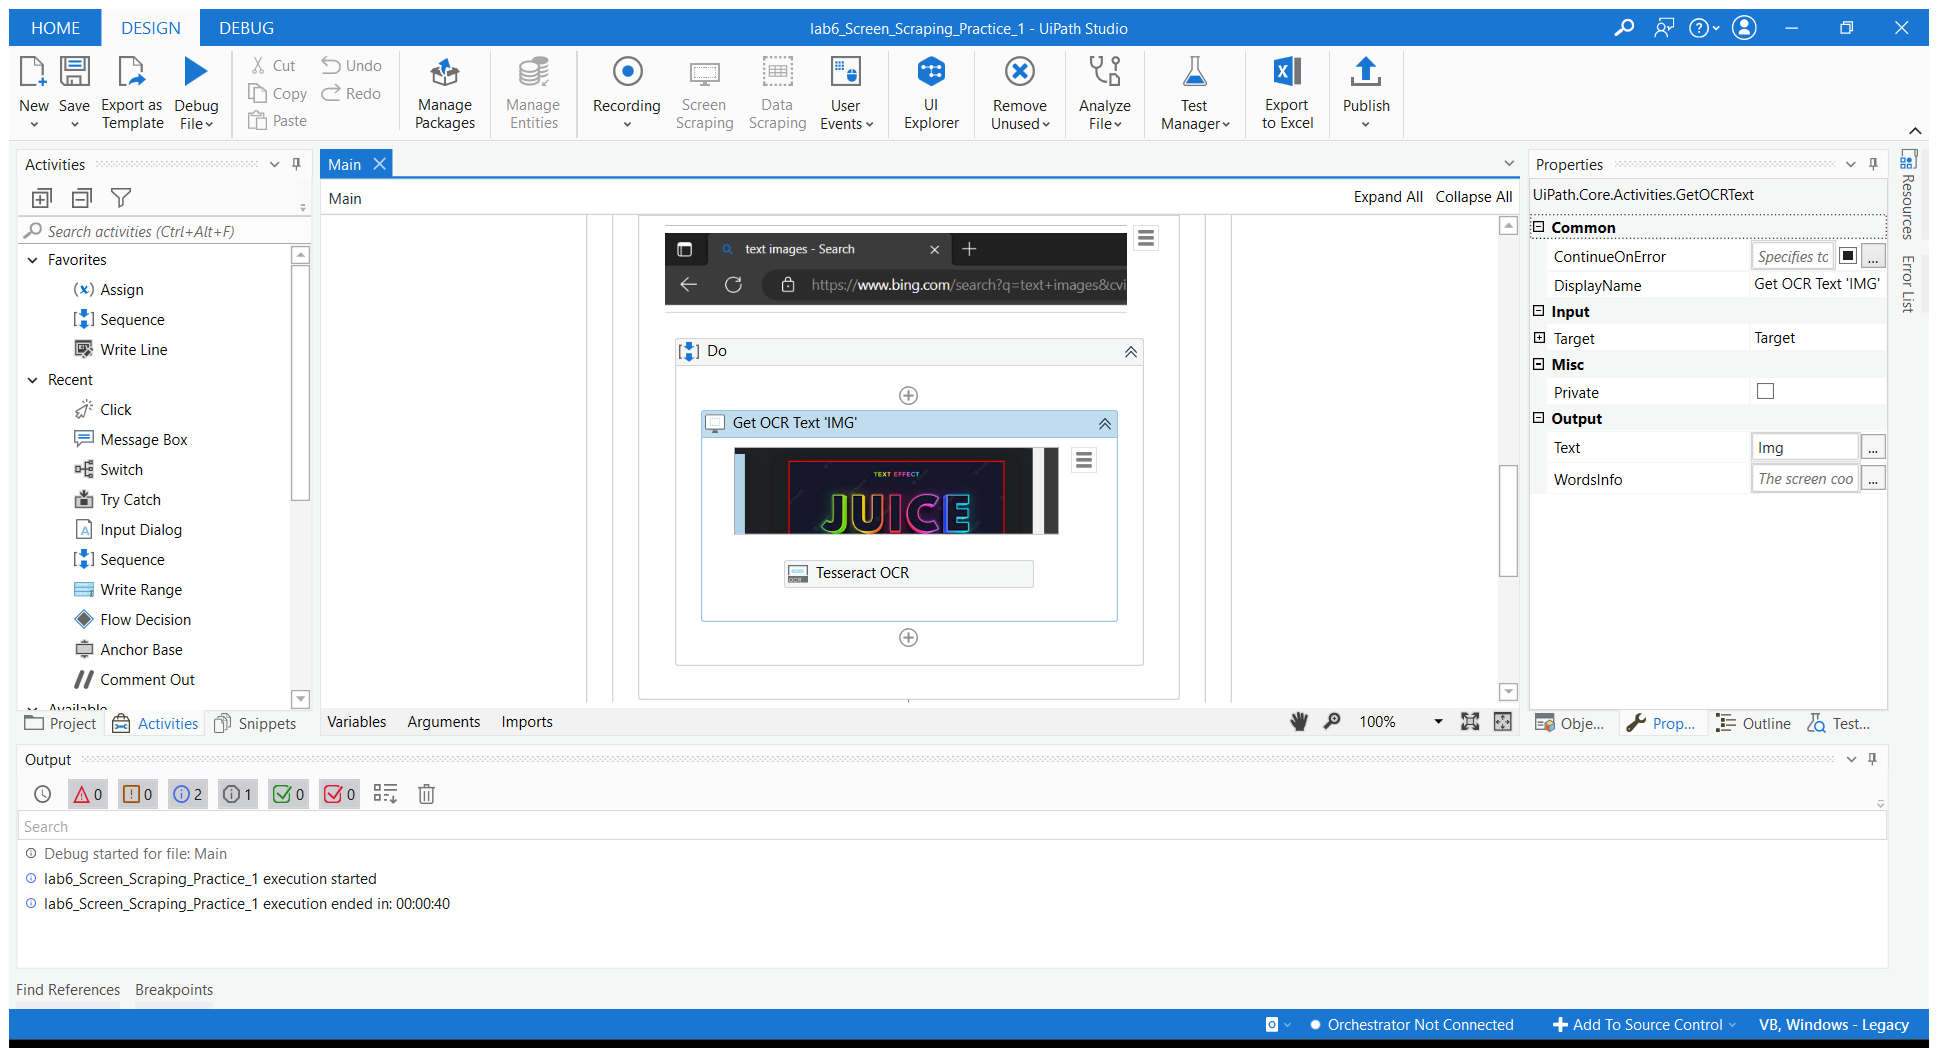 HOME DESIGN DEBUG lab6_Screen_Scraping_Practice_1 - UiPath Studio
New Save Export as Template Debug File Cut Copy Paste Undo Redo Manage Packages Manage Entities Recording Screen Scraping Data Scraping User Events UI Explorer Remove Unused Analyze File Test Manager Export to Excel Publish
Activities
Search activities (Ctrl+Alt+F)
Favorites
Assign
Sequence
Write Line
Recent
Click
Message Box
Switch
Try Catch
Input Dialog
Sequence
Write Range
Flow Decision
Anchor Base
Comment Out
Available
Project Activities Snippets
Main
Main Expand All Collapse All
text images - Search
https://www.bing.com/search?q=text+images&cvi
Do
Get OCR Text 'IMG'
TEXT EFFECT
JUICE
Tesseract OCR
OCR
Variables Arguments Imports 100%
Properties
UiPath.Core.Activities.GetOCRText
Common
ContinueOnError Specifies to ...
DisplayName Get OCR Text 'IMG'
Input
Target Target
Misc
Private
Output
Text Img ...
WordsInfo The screen coo ...
Obje... Prop... Outline Test...
Resources
Error List
Output
0 0 2 1 0 0
Search
Debug started for file: Main
lab6_Screen_Scraping_Practice_1 execution started
lab6_Screen_Scraping_Practice_1 execution ended in: 00:00:40
Find References Breakpoints
Orchestrator Not Connected Add To Source Control VB, Windows - Legacy